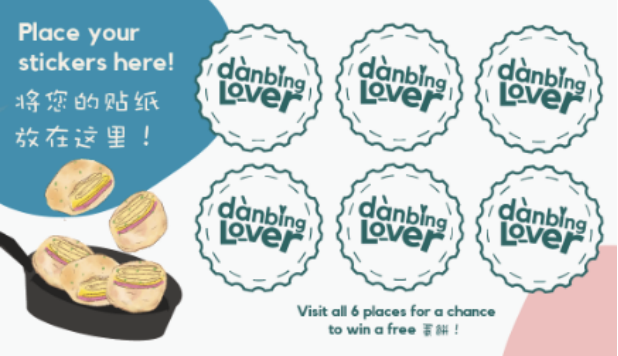 Place your
stickers here!
将您的贴纸
放在这里！
dànbǐng
Lover
dànbǐng
Lover
dànbǐng
Lover
dànbǐng
Lover
dànbǐng
Lover
dànbǐng
Lover
Visit all 6 places for a chance
to win a free 蛋餅！